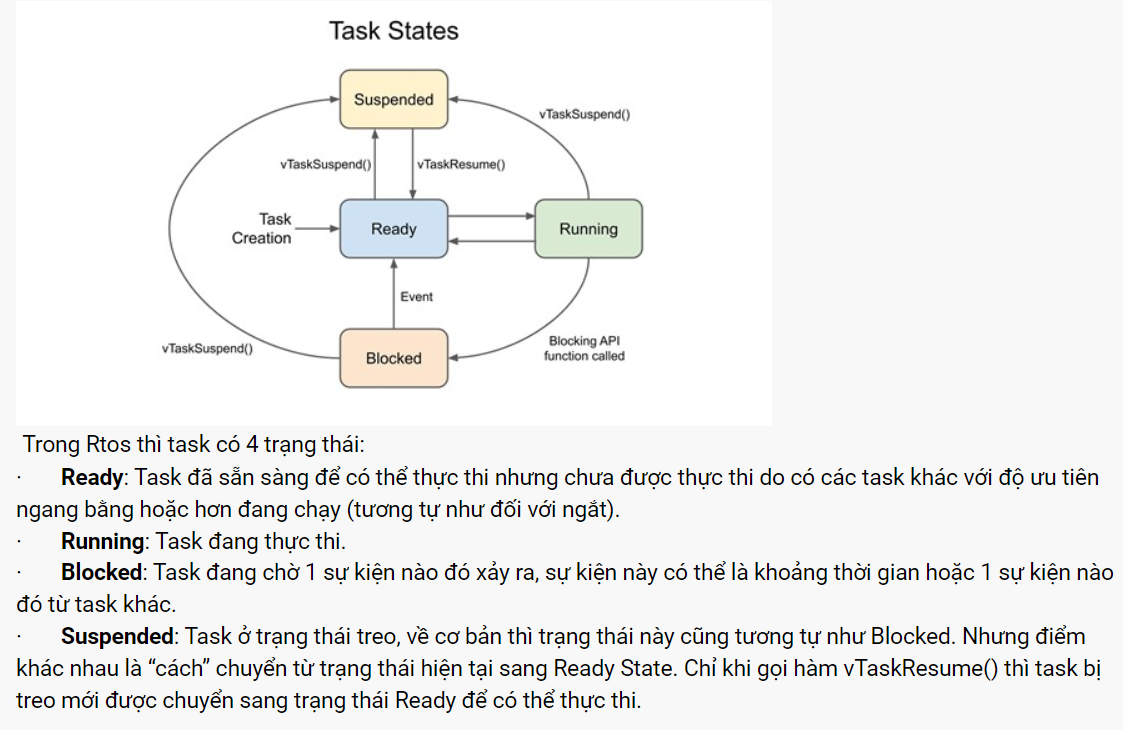 Task States
Suspended
vTaskSuspend()
vTaskSuspend()
vTaskResume()
Task
Creation
Ready
Running
Event
vTaskSuspend()
Blocked
Blocking API
function called
Trong Rtos thì task có 4 trạng thái:
· Ready: Task đã sẵn sàng để có thể thực thi nhưng chưa được thực thi do có các task khác với độ ưu tiên
ngang bằng hoặc hơn đang chạy (tương tự như đối với ngắt).
· Running: Task đang thực thi.
· Blocked: Task đang chờ 1 sự kiện nào đó xảy ra, sự kiện này có thể là khoảng thời gian hoặc 1 sự kiện nào
đó từ task khác.
· Suspended: Task ở trạng thái treo, về cơ bản thì trạng thái này cũng tương tự như Blocked. Nhưng điểm
khác nhau là “cách” chuyển từ trạng thái hiện tại sang Ready State. Chỉ khi gọi hàm vTaskResume() thì task bị
treo mới được chuyển sang trạng thái Ready để có thể thực thi.